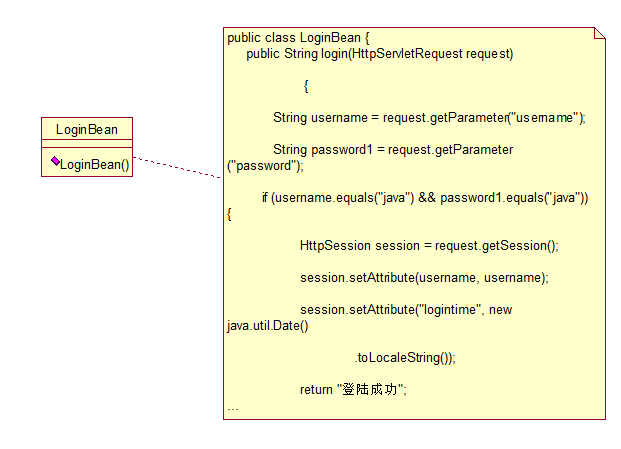 LoginBean
LoginBean()
public class LoginBean {
public String login(HttpServletRequest request)
{
String username = request.getParameter("username");
String password1 = request.getParameter
("password");
if (username.equals("java") && password1.equals("java"))
{
HttpSession session = request.getSession();
session.setAttribute(username, username);
session.setAttribute("logintime", new
java.util.Date()
.toLocaleString());
return "登陆成功";
...